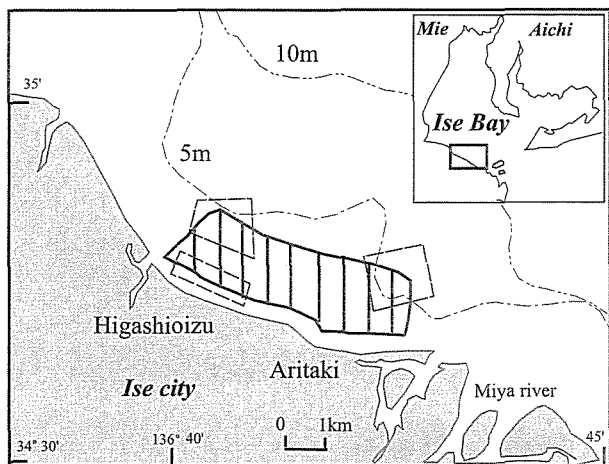 Mie
Aichi
10m
35'
Ise Bay
5m
Higashioizu
Aritaki
Ise city
Miya river
0 1km
34° 30'
136° 40'
45'